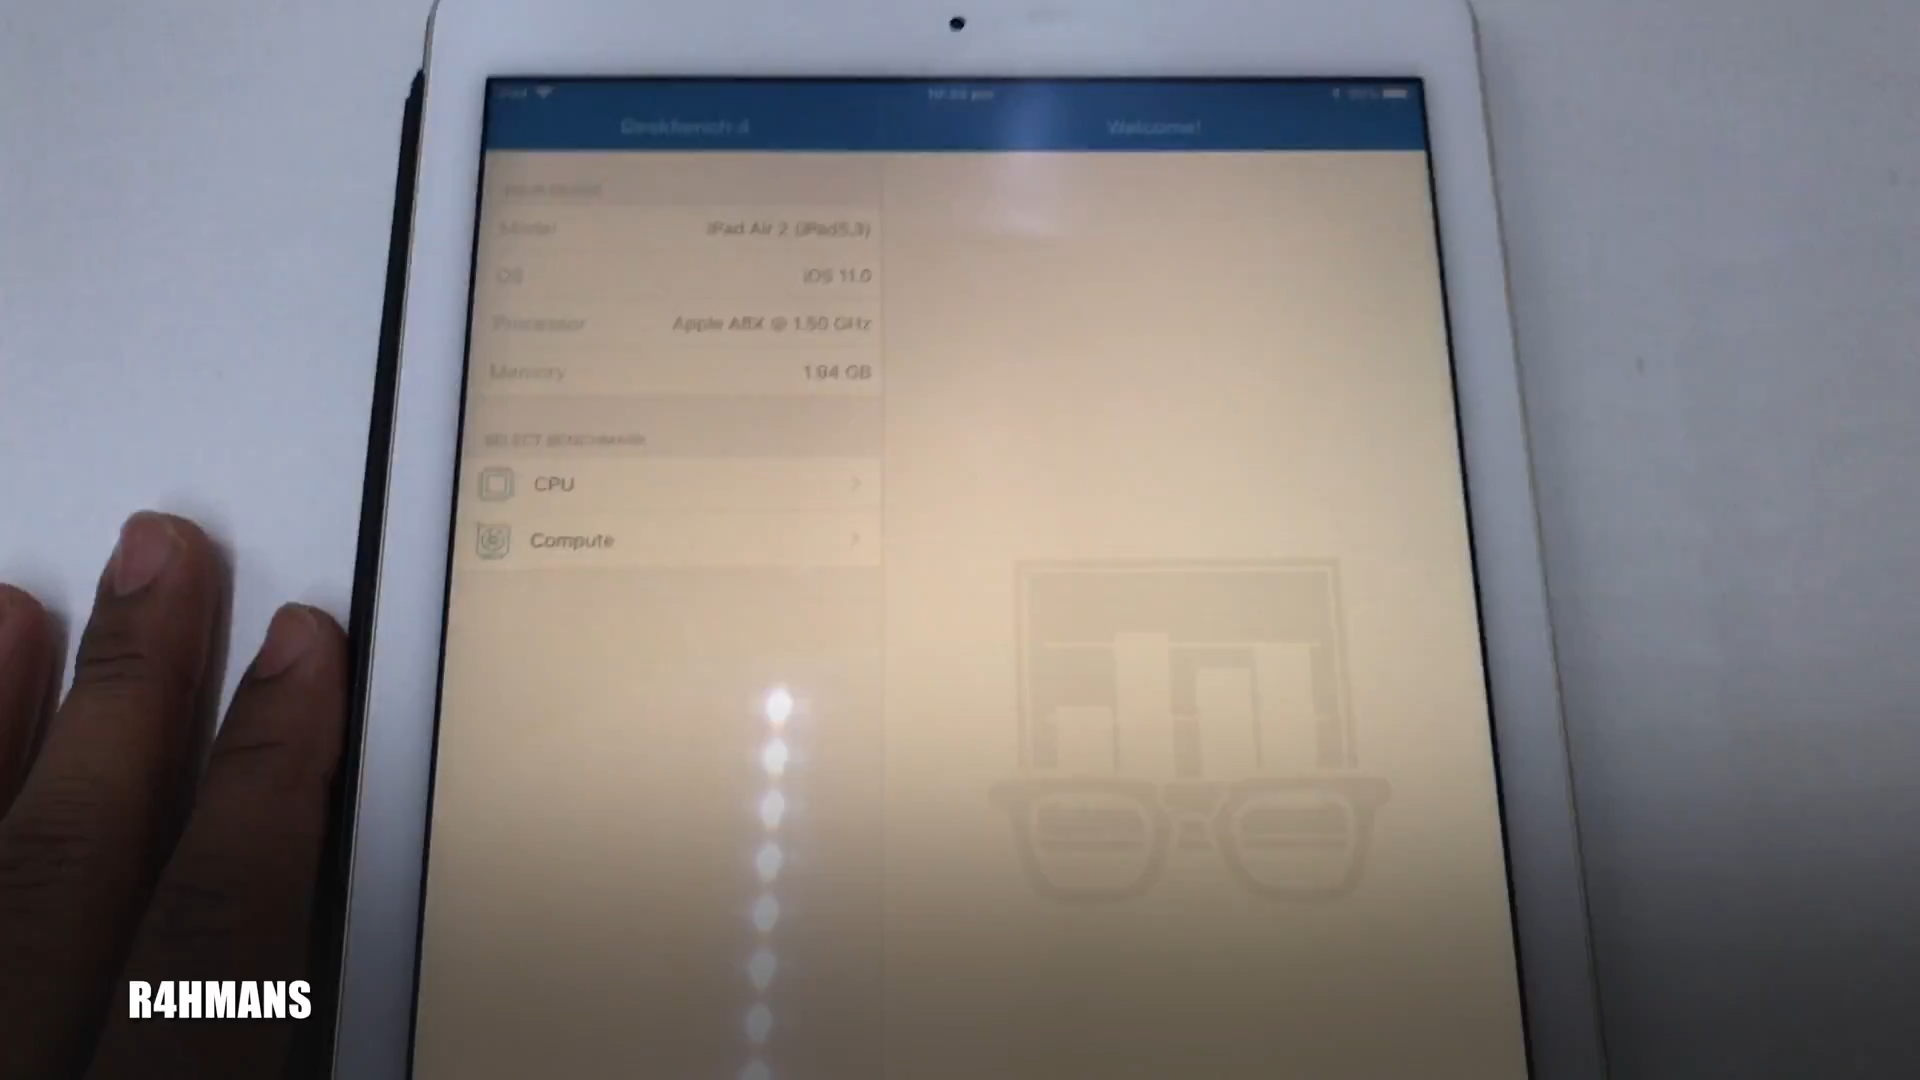 iPad
Geekbench 4
Welcome!
YOUR DEVICE
Model iPad Air 2 (iPad5,3)
OS iOS 11.0
Processor Apple A8X @ 1.50 GHz
Memory 1.94 GB
SELECT BENCHMARK
CPU
Compute
R4HMANS